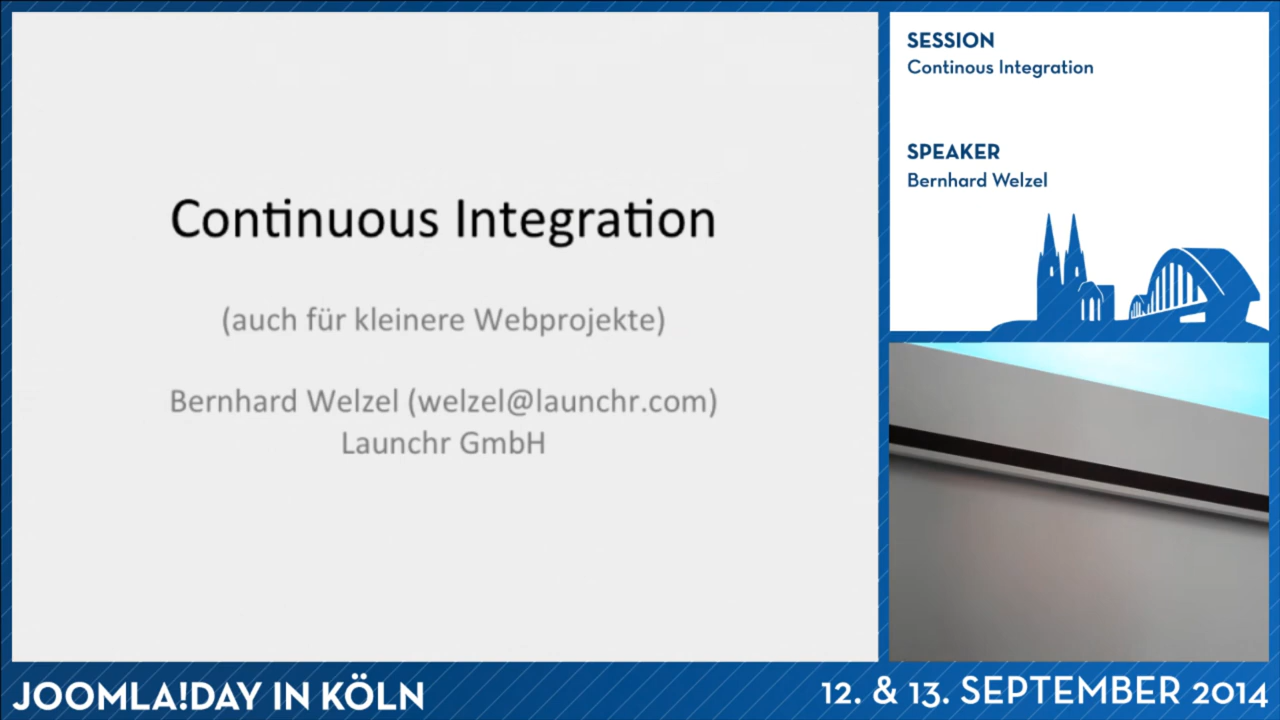 Continuous Integration
(auch für kleinere Webprojekte)
Bernhard Welzel (welzel@launchr.com)
Launchr GmbH
SESSION
Continous Integration
SPEAKER
Bernhard Welzel
JOOMLA!DAY IN KÖLN
12. & 13. SEPTEMBER 2014